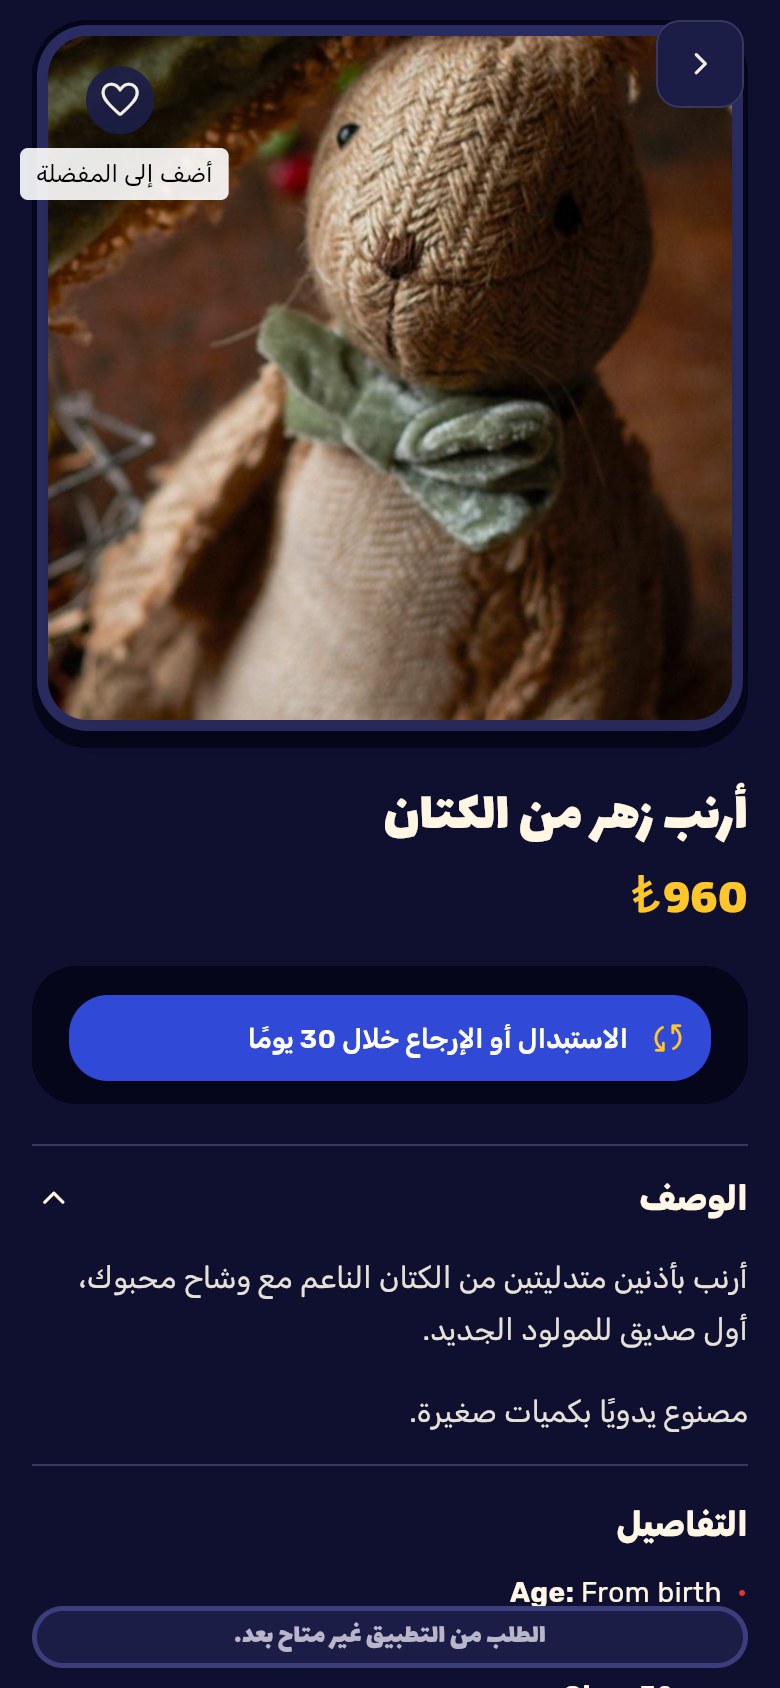 أضف إلى المفضلة
أرنب زهر من الكتان
₺960
الاستبدال أو الإرجاع خلال 30 يومًا
الوصف
أرنب بأذنين متدليتين من الكتان الناعم مع وشاح محبوك،
أول صديق للمولود الجديد.
مصنوع يدويًا بكميات صغيرة.
التفاصيل
• Age: From birth
الطلب من التطبيق غير متاح بعد.